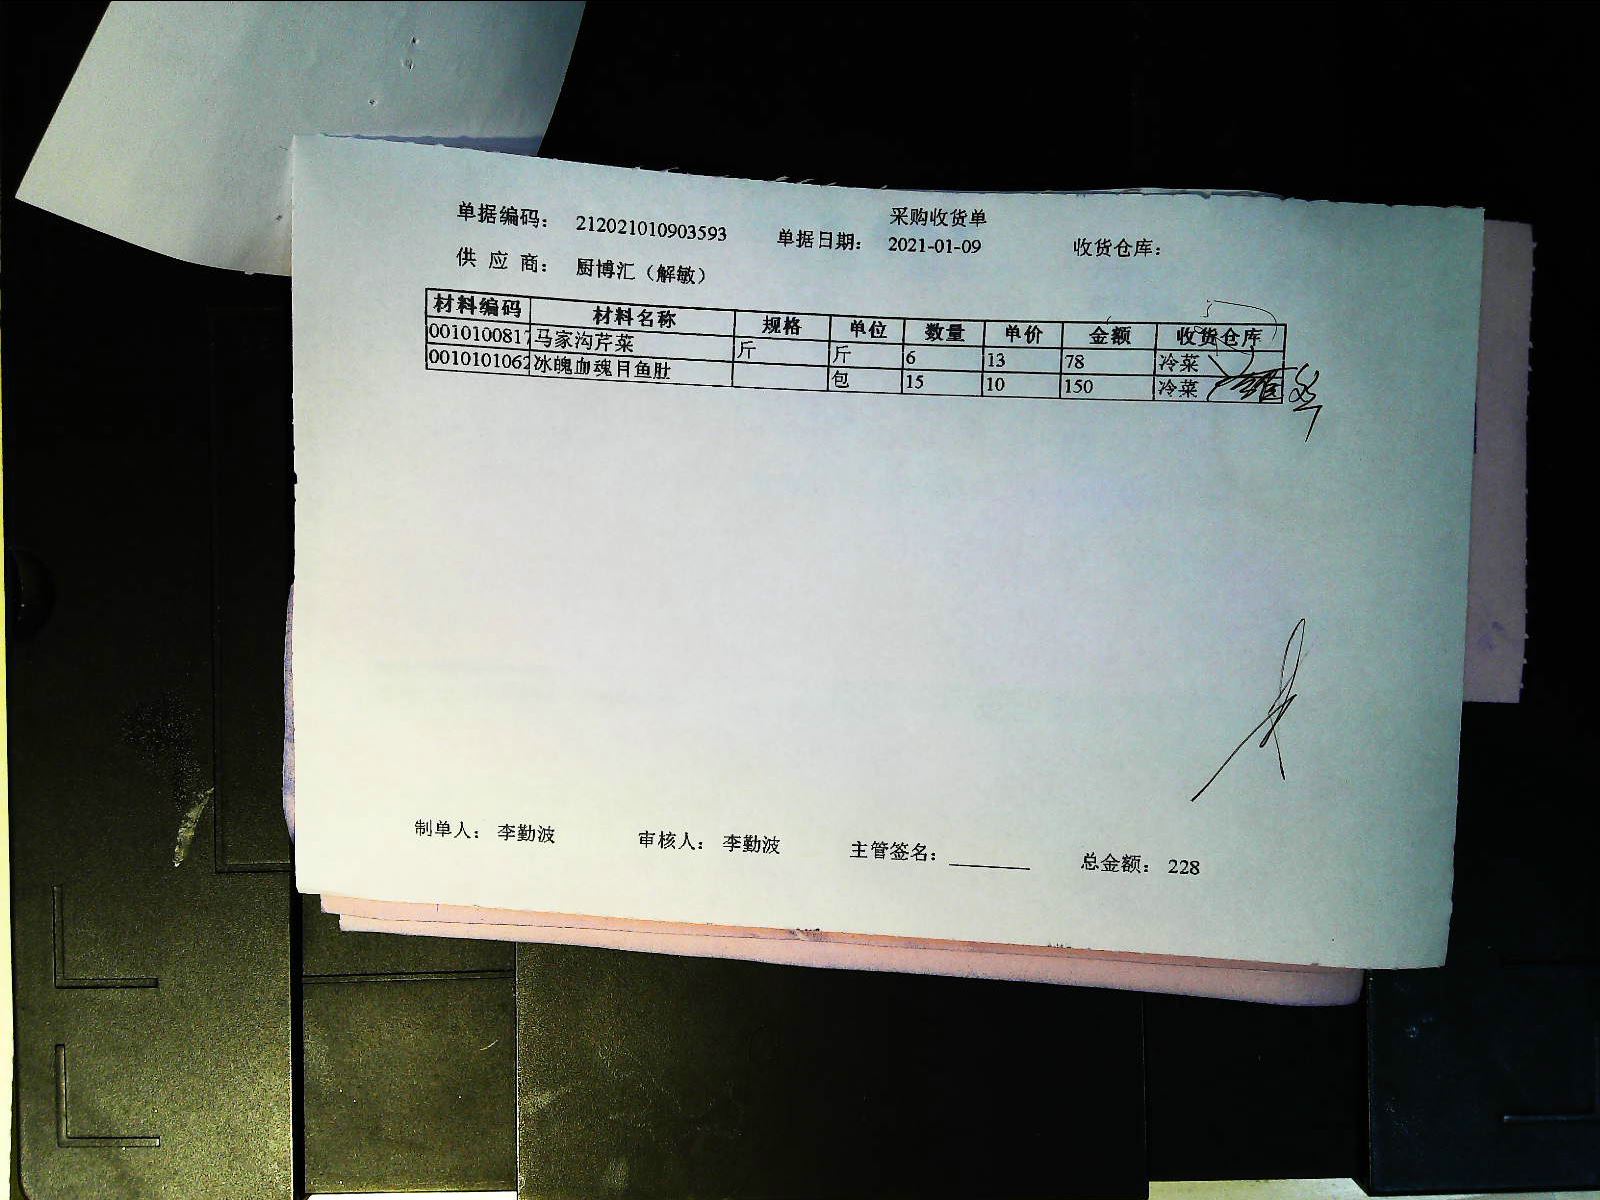 采购收货单
单据编码： 212021010903593 单据日期： 2021-01-09 收货仓库：
供 应 商： 厨博汇（解敏）
材料编码 材料名称 规格 单位 数量 单价 金额 收货仓库
0010100817 马家沟芹菜 斤 斤 6 13 78 冷菜
0010101062 冰魄血魂目鱼肚 包 15 10 150 冷菜
制单人： 李勤波 审核人： 李勤波 主管签名： 总金额： 228